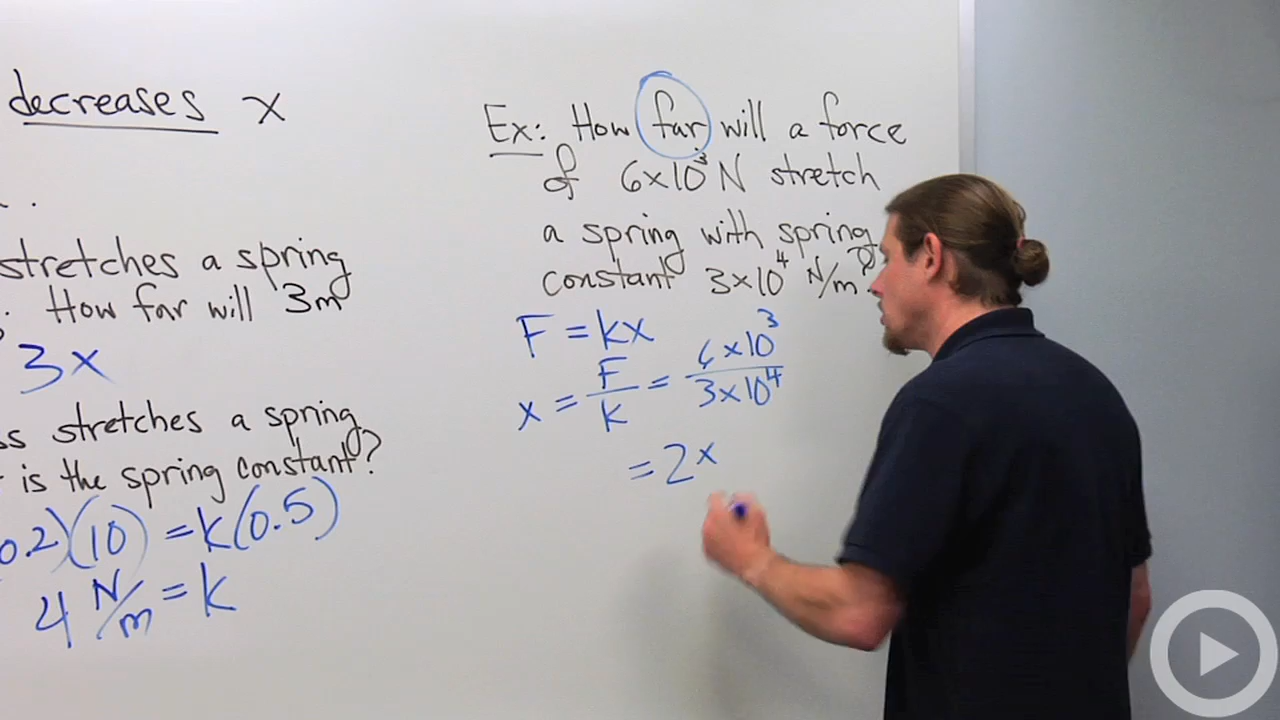 decreases x
stretches a spring
How far will 3m
3x
stretches a spring
is the spring constant?
0.2)(10) = k(0.5)
4 N/m = k
Ex: How far will a force
of 6x10³ N stretch
a spring with spring
constant 3x10⁴ N/m?
F = kx
x = F/k = 6x10³/3x10⁴
= 2x